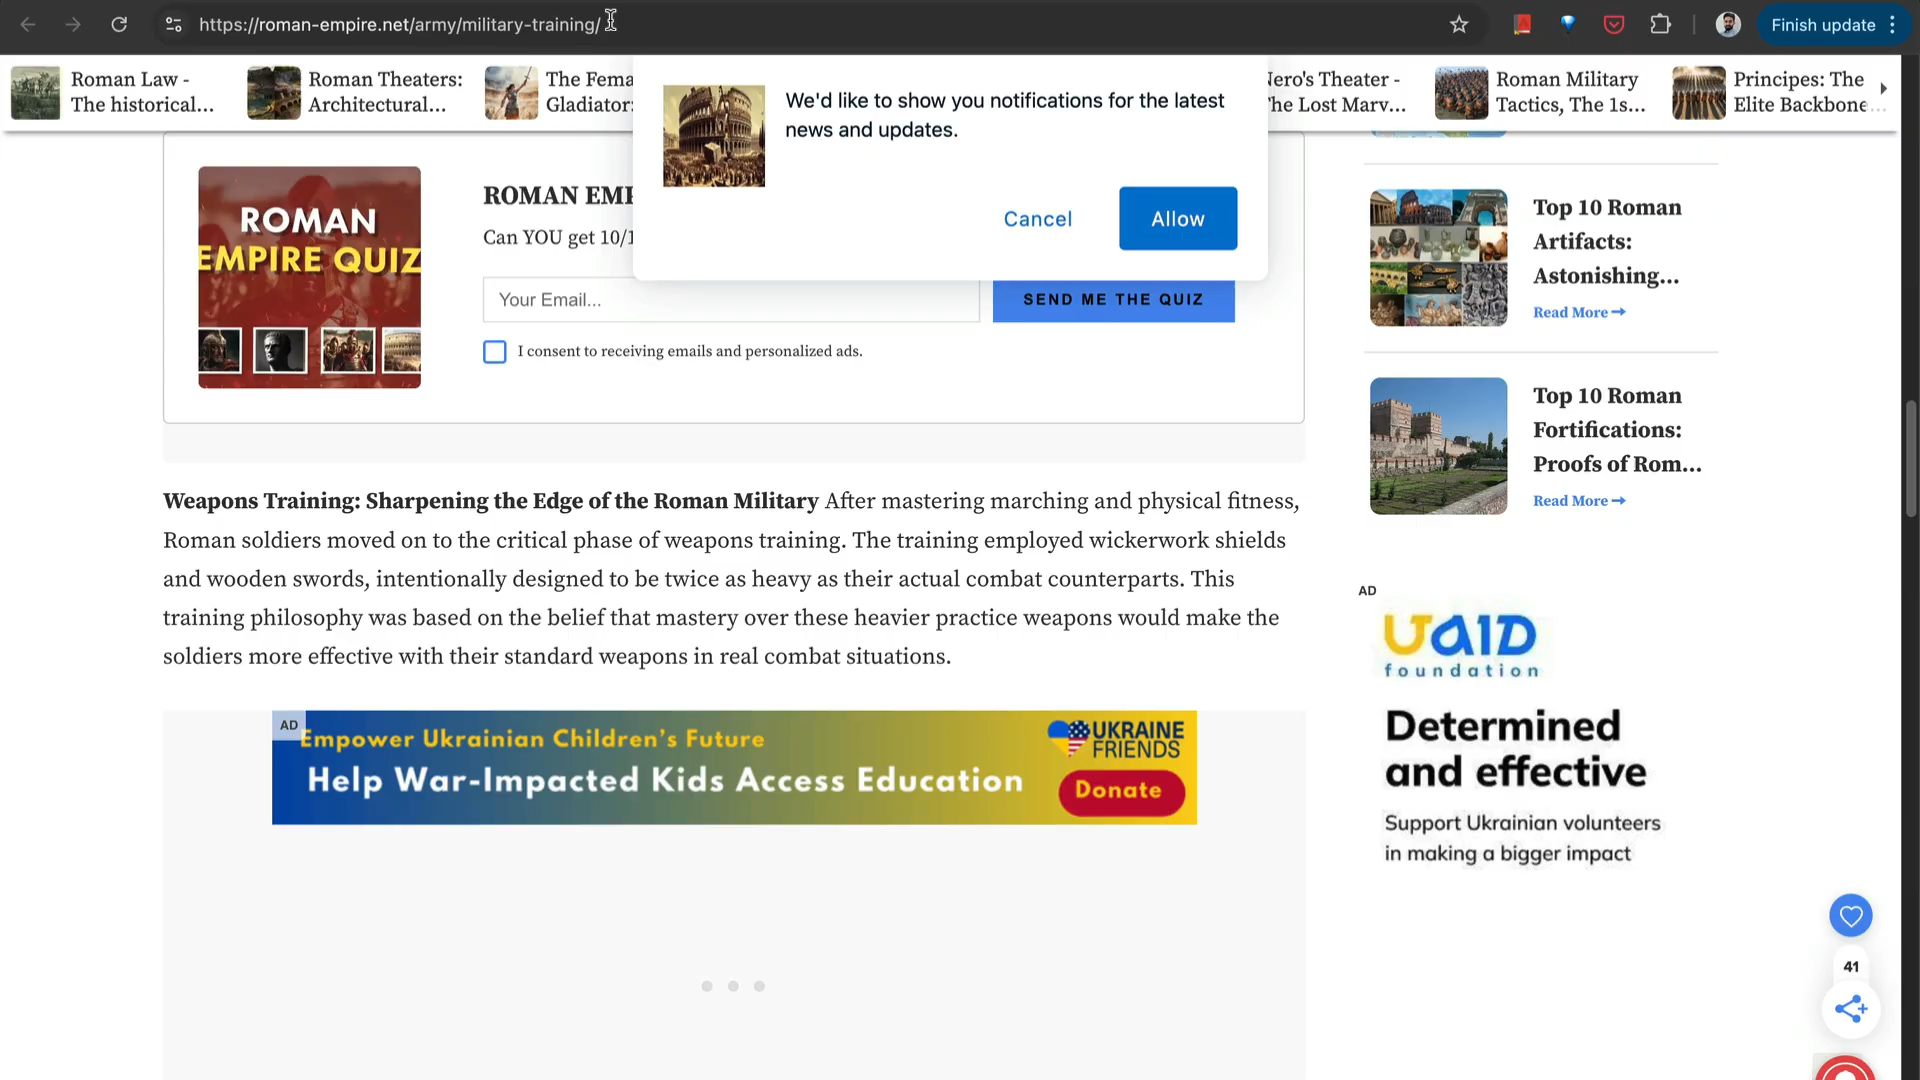 https://roman-empire.net/army/military-training/
Finish update
Roman Law -
The historical...
Roman Theaters:
Architectural...
The Fema
Gladiator:
Nero's Theater -
The Lost Marv...
Roman Military
Tactics, The 1s...
Principes: The
Elite Backbone...
We'd like to show you notifications for the latest
news and updates.
Cancel
Allow
ROMAN
EMPIRE QUIZ
ROMAN EMP
Can YOU get 10/1
Your Email...
SEND ME THE QUIZ
I consent to receiving emails and personalized ads.
Top 10 Roman
Artifacts:
Astonishing...
Read More
Top 10 Roman
Fortifications:
Proofs of Rom...
Read More
Weapons Training: Sharpening the Edge of the Roman Military After mastering marching and physical fitness,
Roman soldiers moved on to the critical phase of weapons training. The training employed wickerwork shields
and wooden swords, intentionally designed to be twice as heavy as their actual combat counterparts. This
training philosophy was based on the belief that mastery over these heavier practice weapons would make the
soldiers more effective with their standard weapons in real combat situations.
AD
Empower Ukrainian Children's Future
Help War-Impacted Kids Access Education
UKRAINE
FRIENDS
Donate
AD
UAID
foundation
Determined
and effective
Support Ukrainian volunteers
in making a bigger impact
41